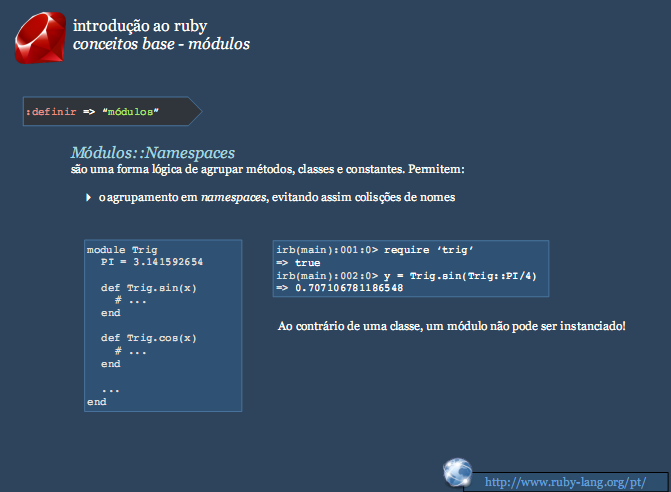 introdução ao ruby
conceitos base - módulos
:definir => “módulos”
Módulos::Namespaces
são uma forma lógica de agrupar métodos, classes e constantes. Permitem:
o agrupamento em namespaces, evitando assim colisções de nomes
module Trig
PI = 3.141592654
def Trig.sin(x)
# ...
end
def Trig.cos(x)
# ...
end
...
end
irb(main):001:0> require ‘trig’
=> true
irb(main):002:0> y = Trig.sin(Trig::PI/4)
=> 0.707106781186548
Ao contrário de uma classe, um módulo não pode ser instanciado!
http://www.ruby-lang.org/pt/